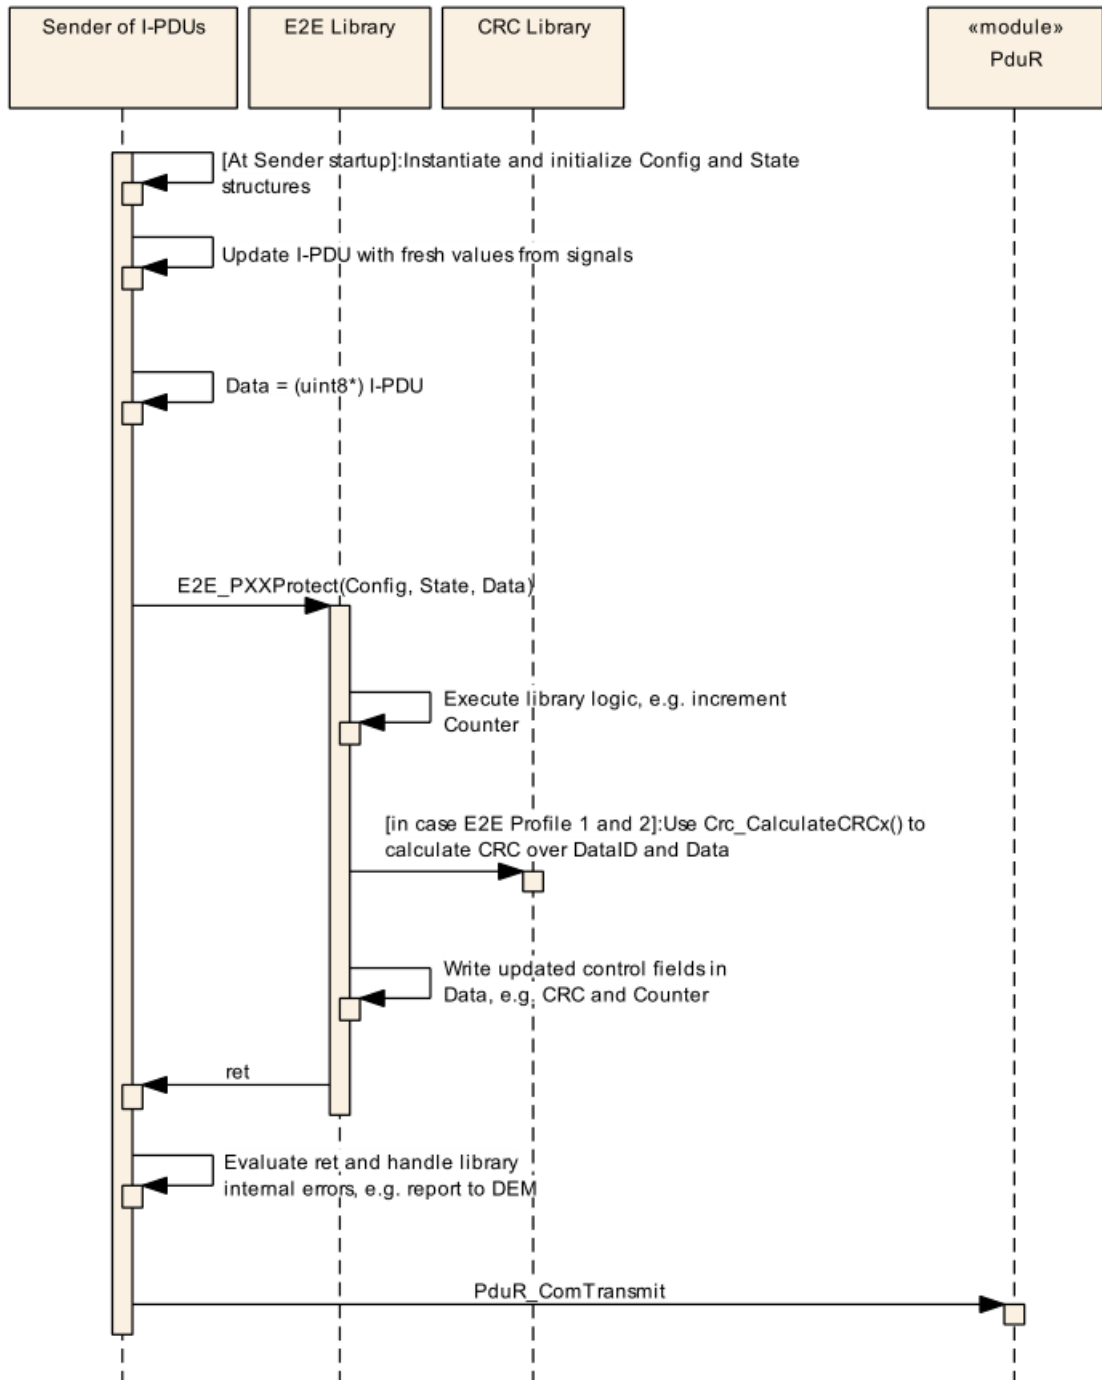 Sender of I-PDUs
E2E Library
CRC Library
«module»
PduR
[At Sender startup]:Instantiate and initialize Config and State
structures
Update I-PDU with fresh values from signals
Data = (uint8*) I-PDU
E2E_PXXProtect(Config, State, Data)
Execute library logic, e.g. increment
Counter
[in case E2E Profile 1 and 2]:Use Crc_CalculateCRCx() to
calculate CRC over DataID and Data
Write updated control fields in
Data, e.g. CRC and Counter
ret
Evaluate ret and handle library
internal errors, e.g. report to DEM
PduR_ComTransmit